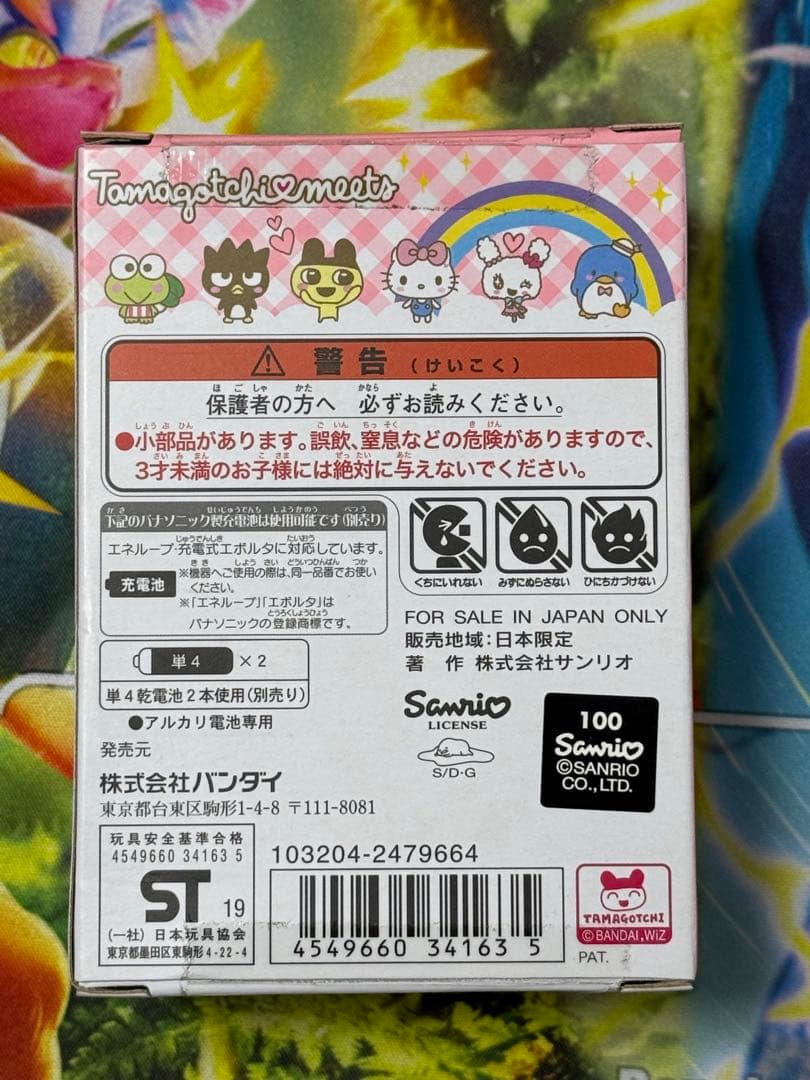 Tamagotchi meets
警告 (けいこく)
保護者の方へ 必ずお読みください。
●小部品があります。誤飲、窒息などの危険がありますので、
3才未満のお子様には絶対に与えないでください。
下記のパナソニック製充電池は使用可能です(別売り)
エネループ・充電式エボルタに対応しています。
充電池
※機器へご使用の際は、同一品番でお使い
ください。
※「エネループ」「エボルタ」は
パナソニックの登録商標です。
くちにいれない みずにぬらさない ひにちかづけない
FOR SALE IN JAPAN ONLY
販売地域:日本限定
著 作 株式会社サンリオ
単4 ×2
単4乾電池2本使用(別売り)
●アルカリ電池専用
Sanrio
LICENSE
S/D·G
100
Sanrio
©SANRIO
CO., LTD.
発売元
株式会社バンダイ
東京都台東区駒形1-4-8 〒111-8081
玩具安全基準合格
4549660 34163 5
ST 19
(一社) 日本玩具協会
東京都墨田区東駒形4-22-4
103204-2479664
4549660 341635
TAMAGOTCHI
©BANDAI,WiZ
PAT.